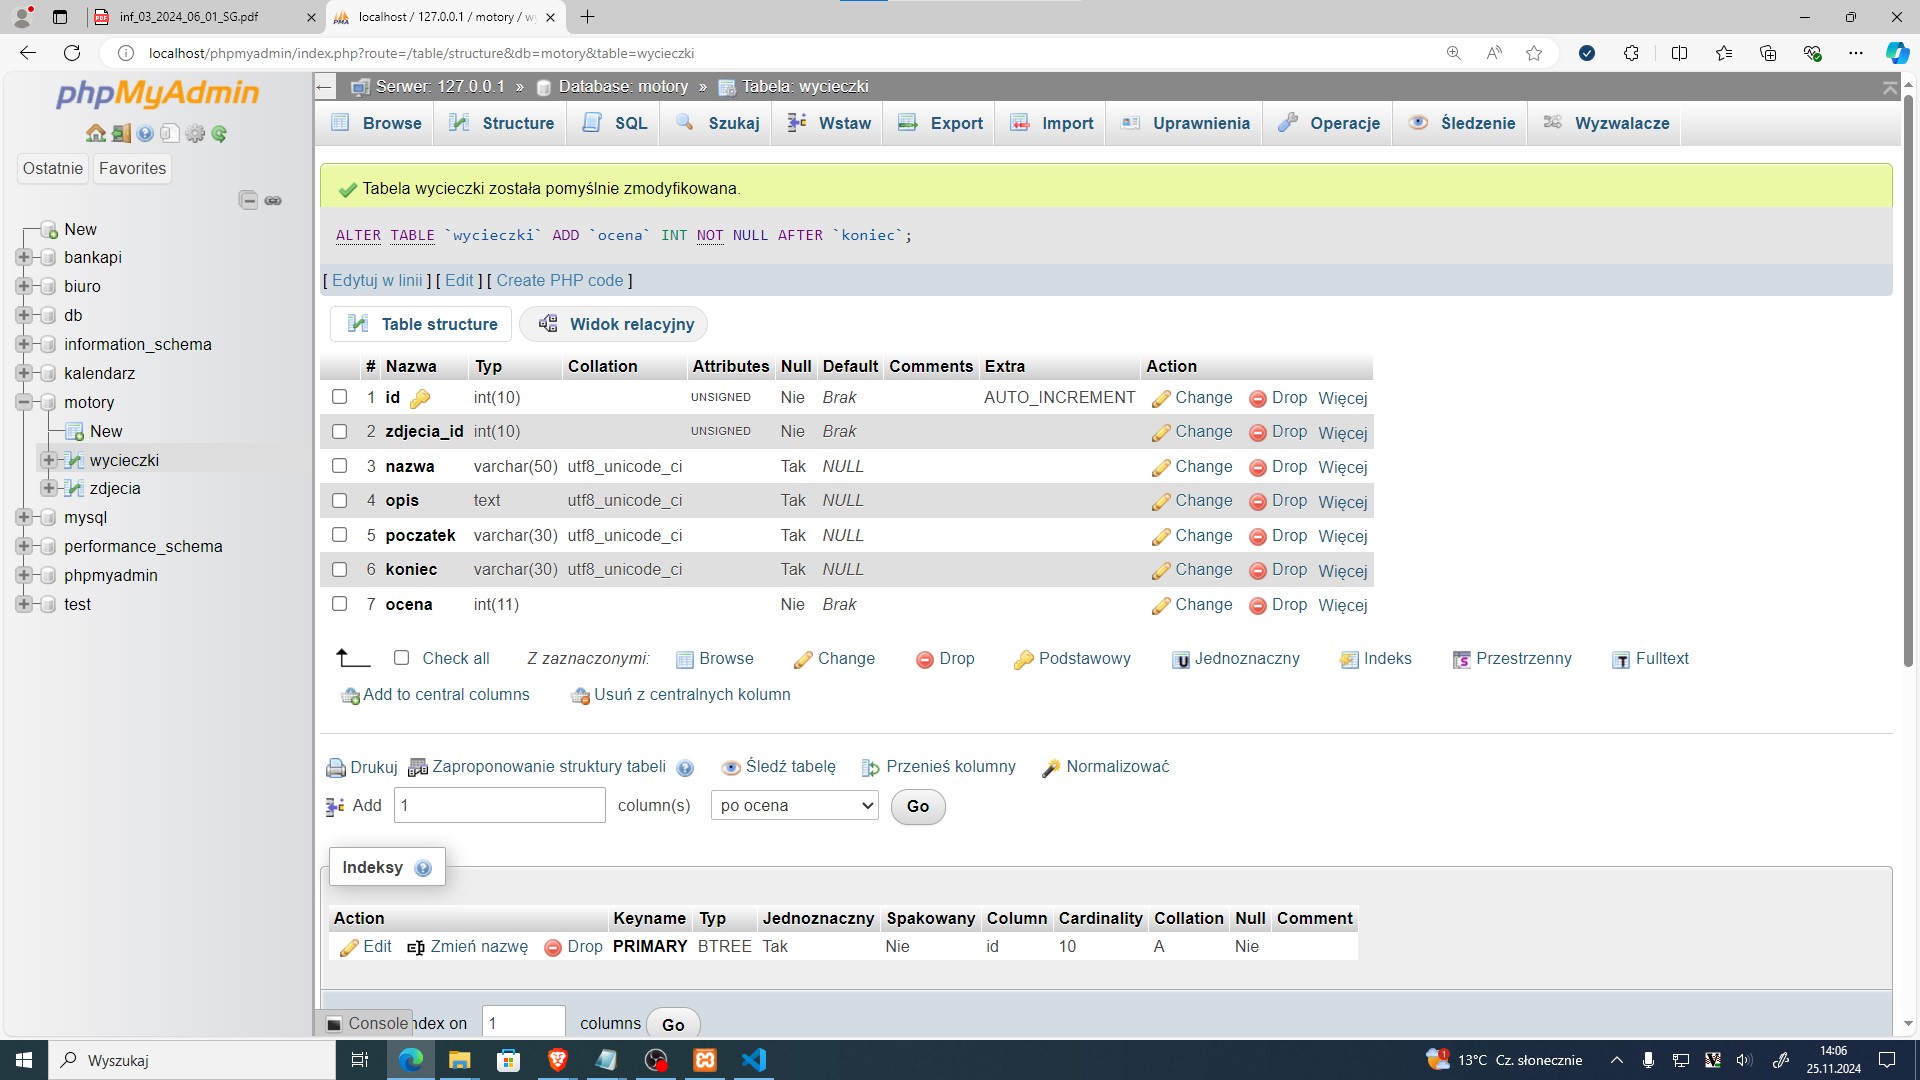 inf_03_2024_06_01_SG.pdf
localhost / 127.0.0.1 / motory / wy
localhost/phpmyadmin/index.php?route=/table/structure&db=motory&table=wycieczki
phpMyAdmin
Ostatnie Favorites
New
bankapi
biuro
db
information_schema
kalendarz
motory
New
wycieczki
zdjecia
mysql
performance_schema
phpmyadmin
test
Serwer: 127.0.0.1 » Database: motory » Tabela: wycieczki
Browse Structure SQL Szukaj Wstaw Export Import Uprawnienia Operacje Śledzenie Wyzwalacze
Tabela wycieczki została pomyślnie zmodyfikowana.
ALTER TABLE `wycieczki` ADD `ocena` INT NOT NULL AFTER `koniec`;
[ Edytuj w linii ] [ Edit ] [ Create PHP code ]
Table structure Widok relacyjny
# Nazwa Typ Collation Attributes Null Default Comments Extra Action
1 id int(10) UNSIGNED Nie Brak AUTO_INCREMENT Change Drop Więcej
2 zdjecia_id int(10) UNSIGNED Nie Brak Change Drop Więcej
3 nazwa varchar(50) utf8_unicode_ci Tak NULL Change Drop Więcej
4 opis text utf8_unicode_ci Tak NULL Change Drop Więcej
5 poczatek varchar(30) utf8_unicode_ci Tak NULL Change Drop Więcej
6 koniec varchar(30) utf8_unicode_ci Tak NULL Change Drop Więcej
7 ocena int(11) Nie Brak Change Drop Więcej
Check all Z zaznaczonymi: Browse Change Drop Podstawowy Jednoznaczny Indeks Przestrzenny Fulltext
Add to central columns Usuń z centralnych kolumn
Drukuj Zaproponowanie struktury tabeli Śledź tabelę Przenieś kolumny Normalizować
Add 1 column(s) po ocena Go
Indeksy
Action Keyname Typ Jednoznaczny Spakowany Column Cardinality Collation Null Comment
Edit Zmień nazwę Drop PRIMARY BTREE Tak Nie id 10 A Nie
Console ndex on 1 columns Go
Wyszukaj
13°C Cz. słonecznie
14:06
25.11.2024